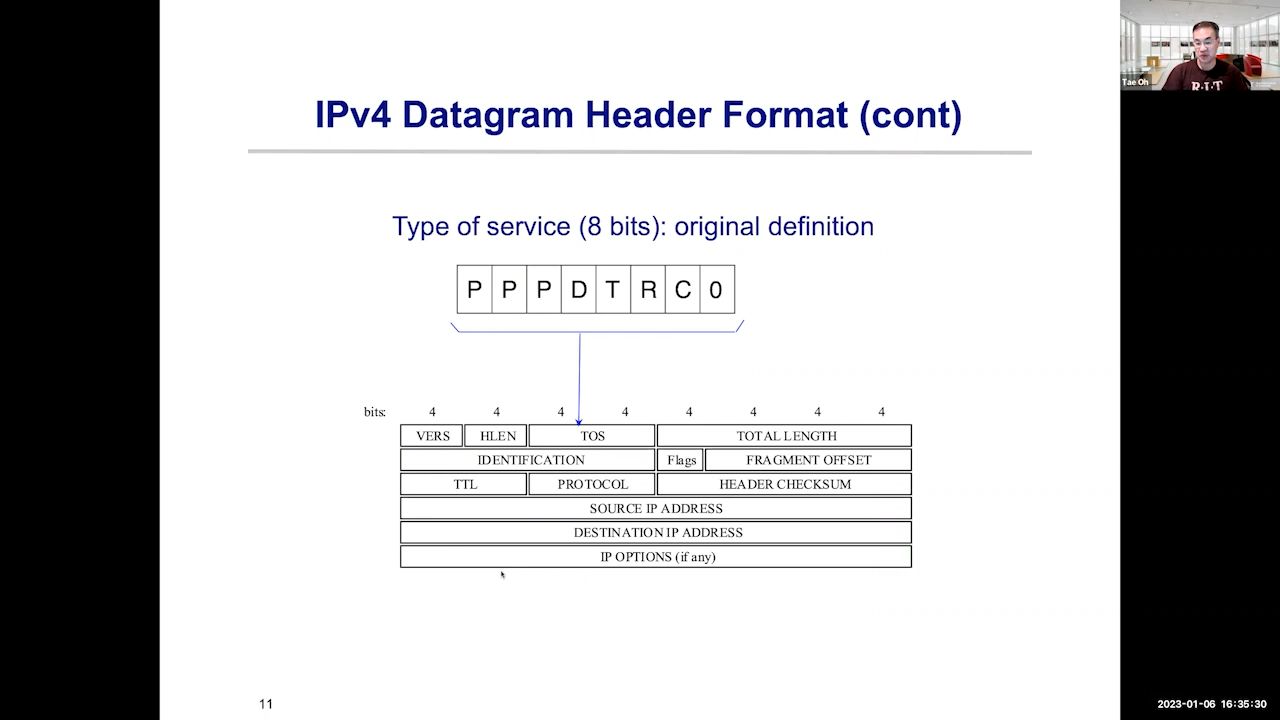 Tae Oh
R·I·T
IPv4 Datagram Header Format (cont)
Type of service (8 bits): original definition
P P P D T R C 0
bits: 4 4 4 4 4 4 4 4
VERS HLEN TOS TOTAL LENGTH
IDENTIFICATION Flags FRAGMENT OFFSET
TTL PROTOCOL HEADER CHECKSUM
SOURCE IP ADDRESS
DESTINATION IP ADDRESS
IP OPTIONS (if any)
11
2023-01-06 16:35:30